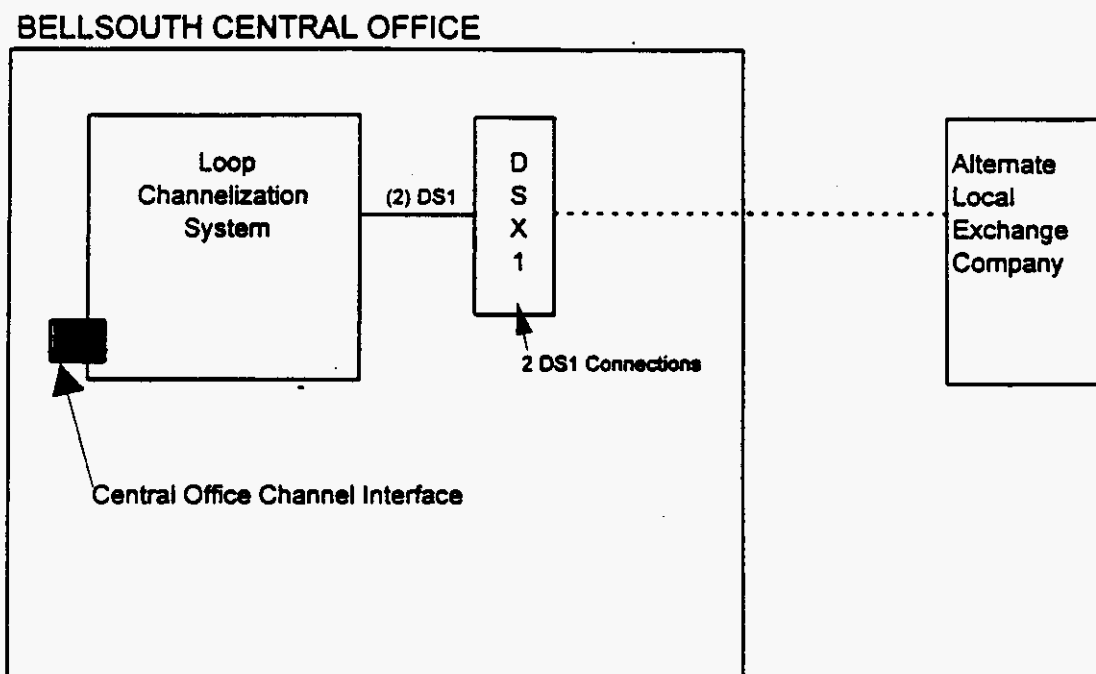 BELLSOUTH CENTRAL OFFICE
Loop
Channelization
System
(2) DS1
D
S
X
1
2 DS1 Connections
Central Office Channel Interface
Alternate
Local
Exchange
Company